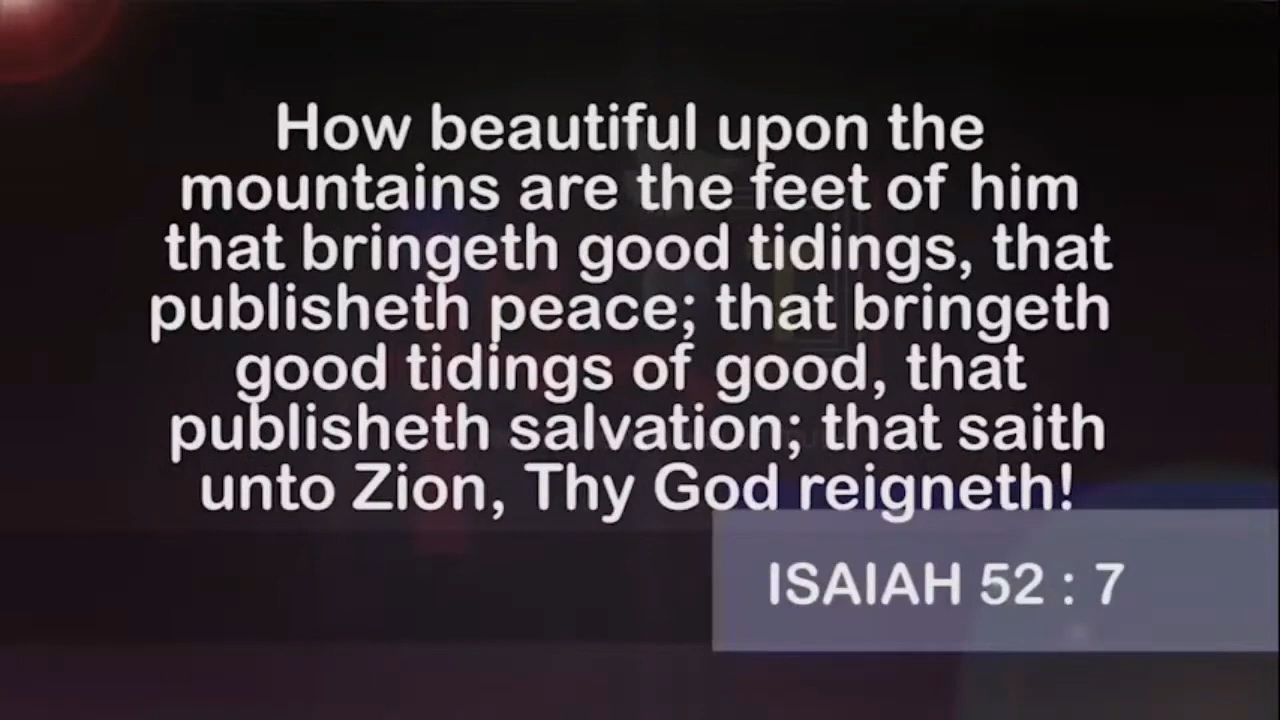 How beautiful upon the
mountains are the feet of him
that bringeth good tidings, that
publisheth peace; that bringeth
good tidings of good, that
publisheth salvation; that saith
unto Zion, Thy God reigneth!
ISAIAH 52 : 7